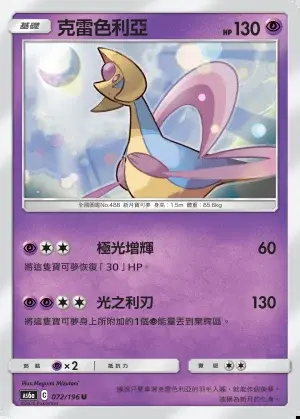 基礎 克雷色利亞 HP 130
全國圖鑑No.488 新月寶可夢 身高：1.5m 體重：85.6kg
極光增輝 60
將這隻寶可夢恢復「30」HP。
光之利刃 130
將這隻寶可夢身上所附加的1個能量丟到棄牌區。
弱點 ×2 抵抗力 撤退
Illus. Megumi Mizutani
AS6a C 072/196 U